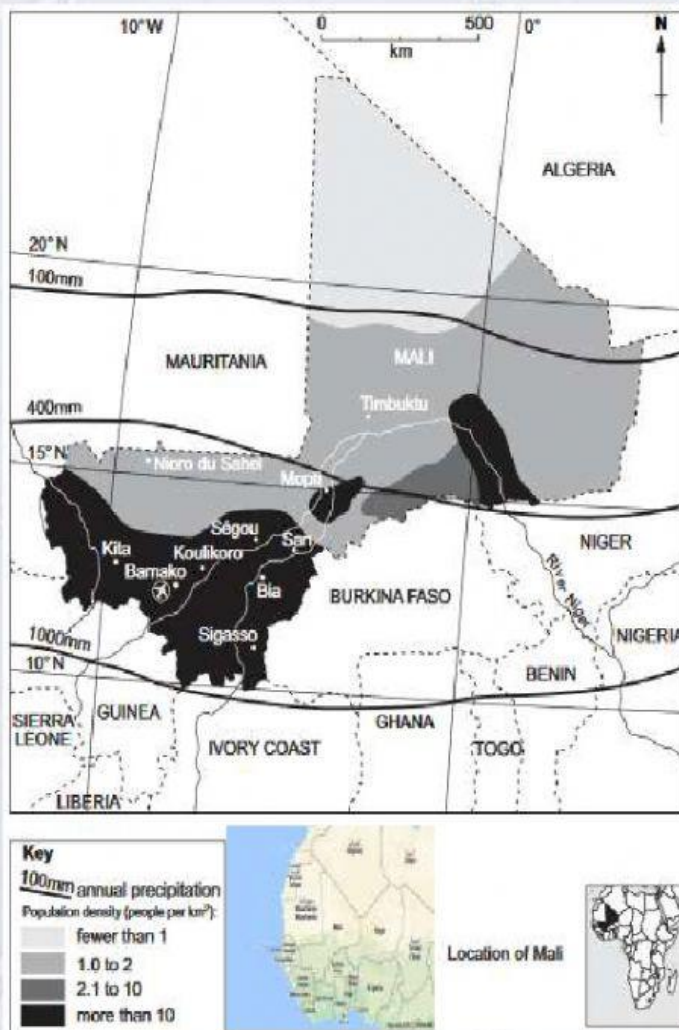 10°W
0
500
0°
N
km
ALGERIA
20°N
100mm
MAURITANIA
MALI
400mm
Timbuktu
15°N
Nioro du Sahel
Mopti
Ségou
San
NIGER
Kita
Koulikoro
Bamako
Bla
BURKINA FASO
River Niger
Sigasso
NIGERIA
1000mm
10°N
BENIN
GUINEA
SIERRA
LEONE
GHANA
IVORY COAST
TOGO
LIBERIA
Key
100mm annual precipitation
Population density (people per km²):
fewer than 1
1.0 to 2
2.1 to 10
more than 10
Location of Mali